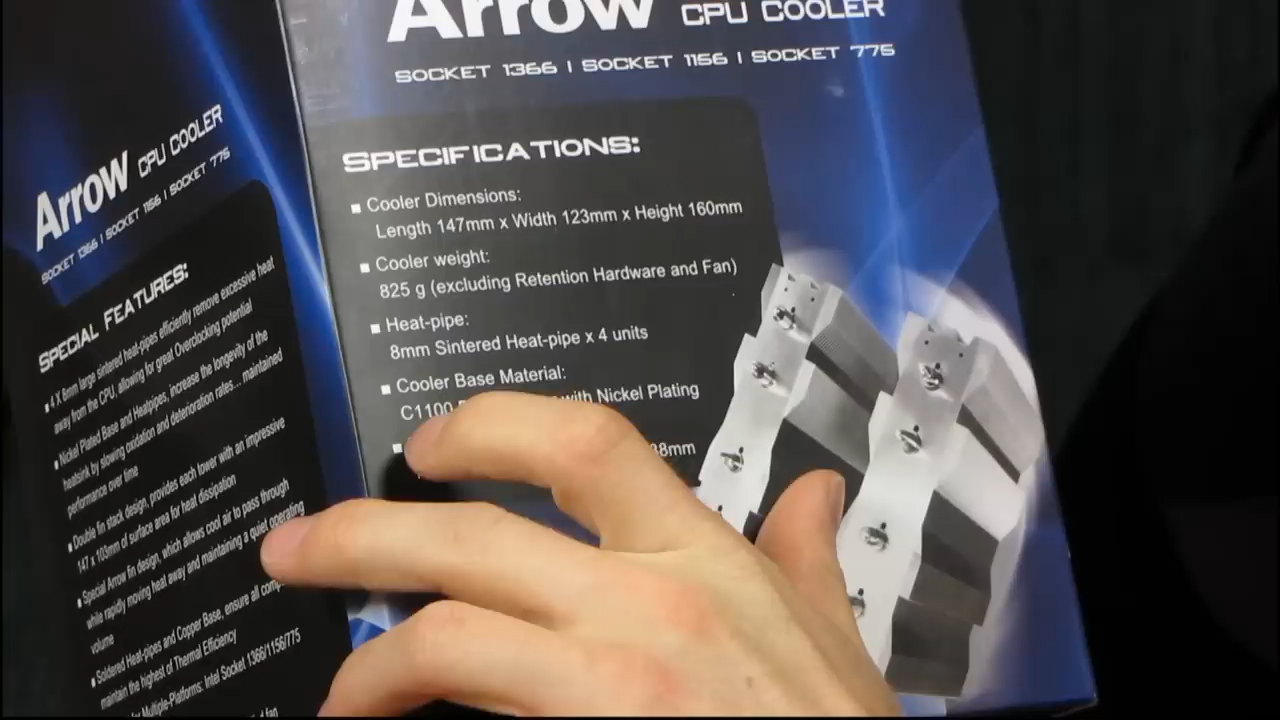 Arrow CPU COOLER
SOCKET 1366 | SOCKET 1156 | SOCKET 775
SPECIAL FEATURES:
■ 4 X 8mm large sintered heat-pipes efficiently remove excessive heat
away from the CPU, allowing for great Overclocking potential
■ Nickel Plated Base and Heatpipes, increase the longevity of the
heatsink by slowing oxidation and deterioration rates... maintained
performance over time
■ Double fin stack design, provides each tower with an impressive
147 x 103mm of surface area for heat dissipation
■ Special Arrow fin design, which allows cool air to pass through
while rapidly moving heat away and maintaining a quiet operating
volume
■ Soldered Heat-pipes and Copper Base, ensure all
maintain the highest of Thermal Efficiency
Multiple-Platforms: Intel Socket 1366/1156/775
fan
Arrow CPU COOLER
SOCKET 1366 | SOCKET 1156 | SOCKET 775
SPECIFICATIONS:
■ Cooler Dimensions:
Length 147mm x Width 123mm x Height 160mm
■ Cooler weight:
825 g (excluding Retention Hardware and Fan)
■ Heat-pipe:
8mm Sintered Heat-pipe x 4 units
■ Cooler Base Material:
C1100 with Nickel Plating
■ 38mm